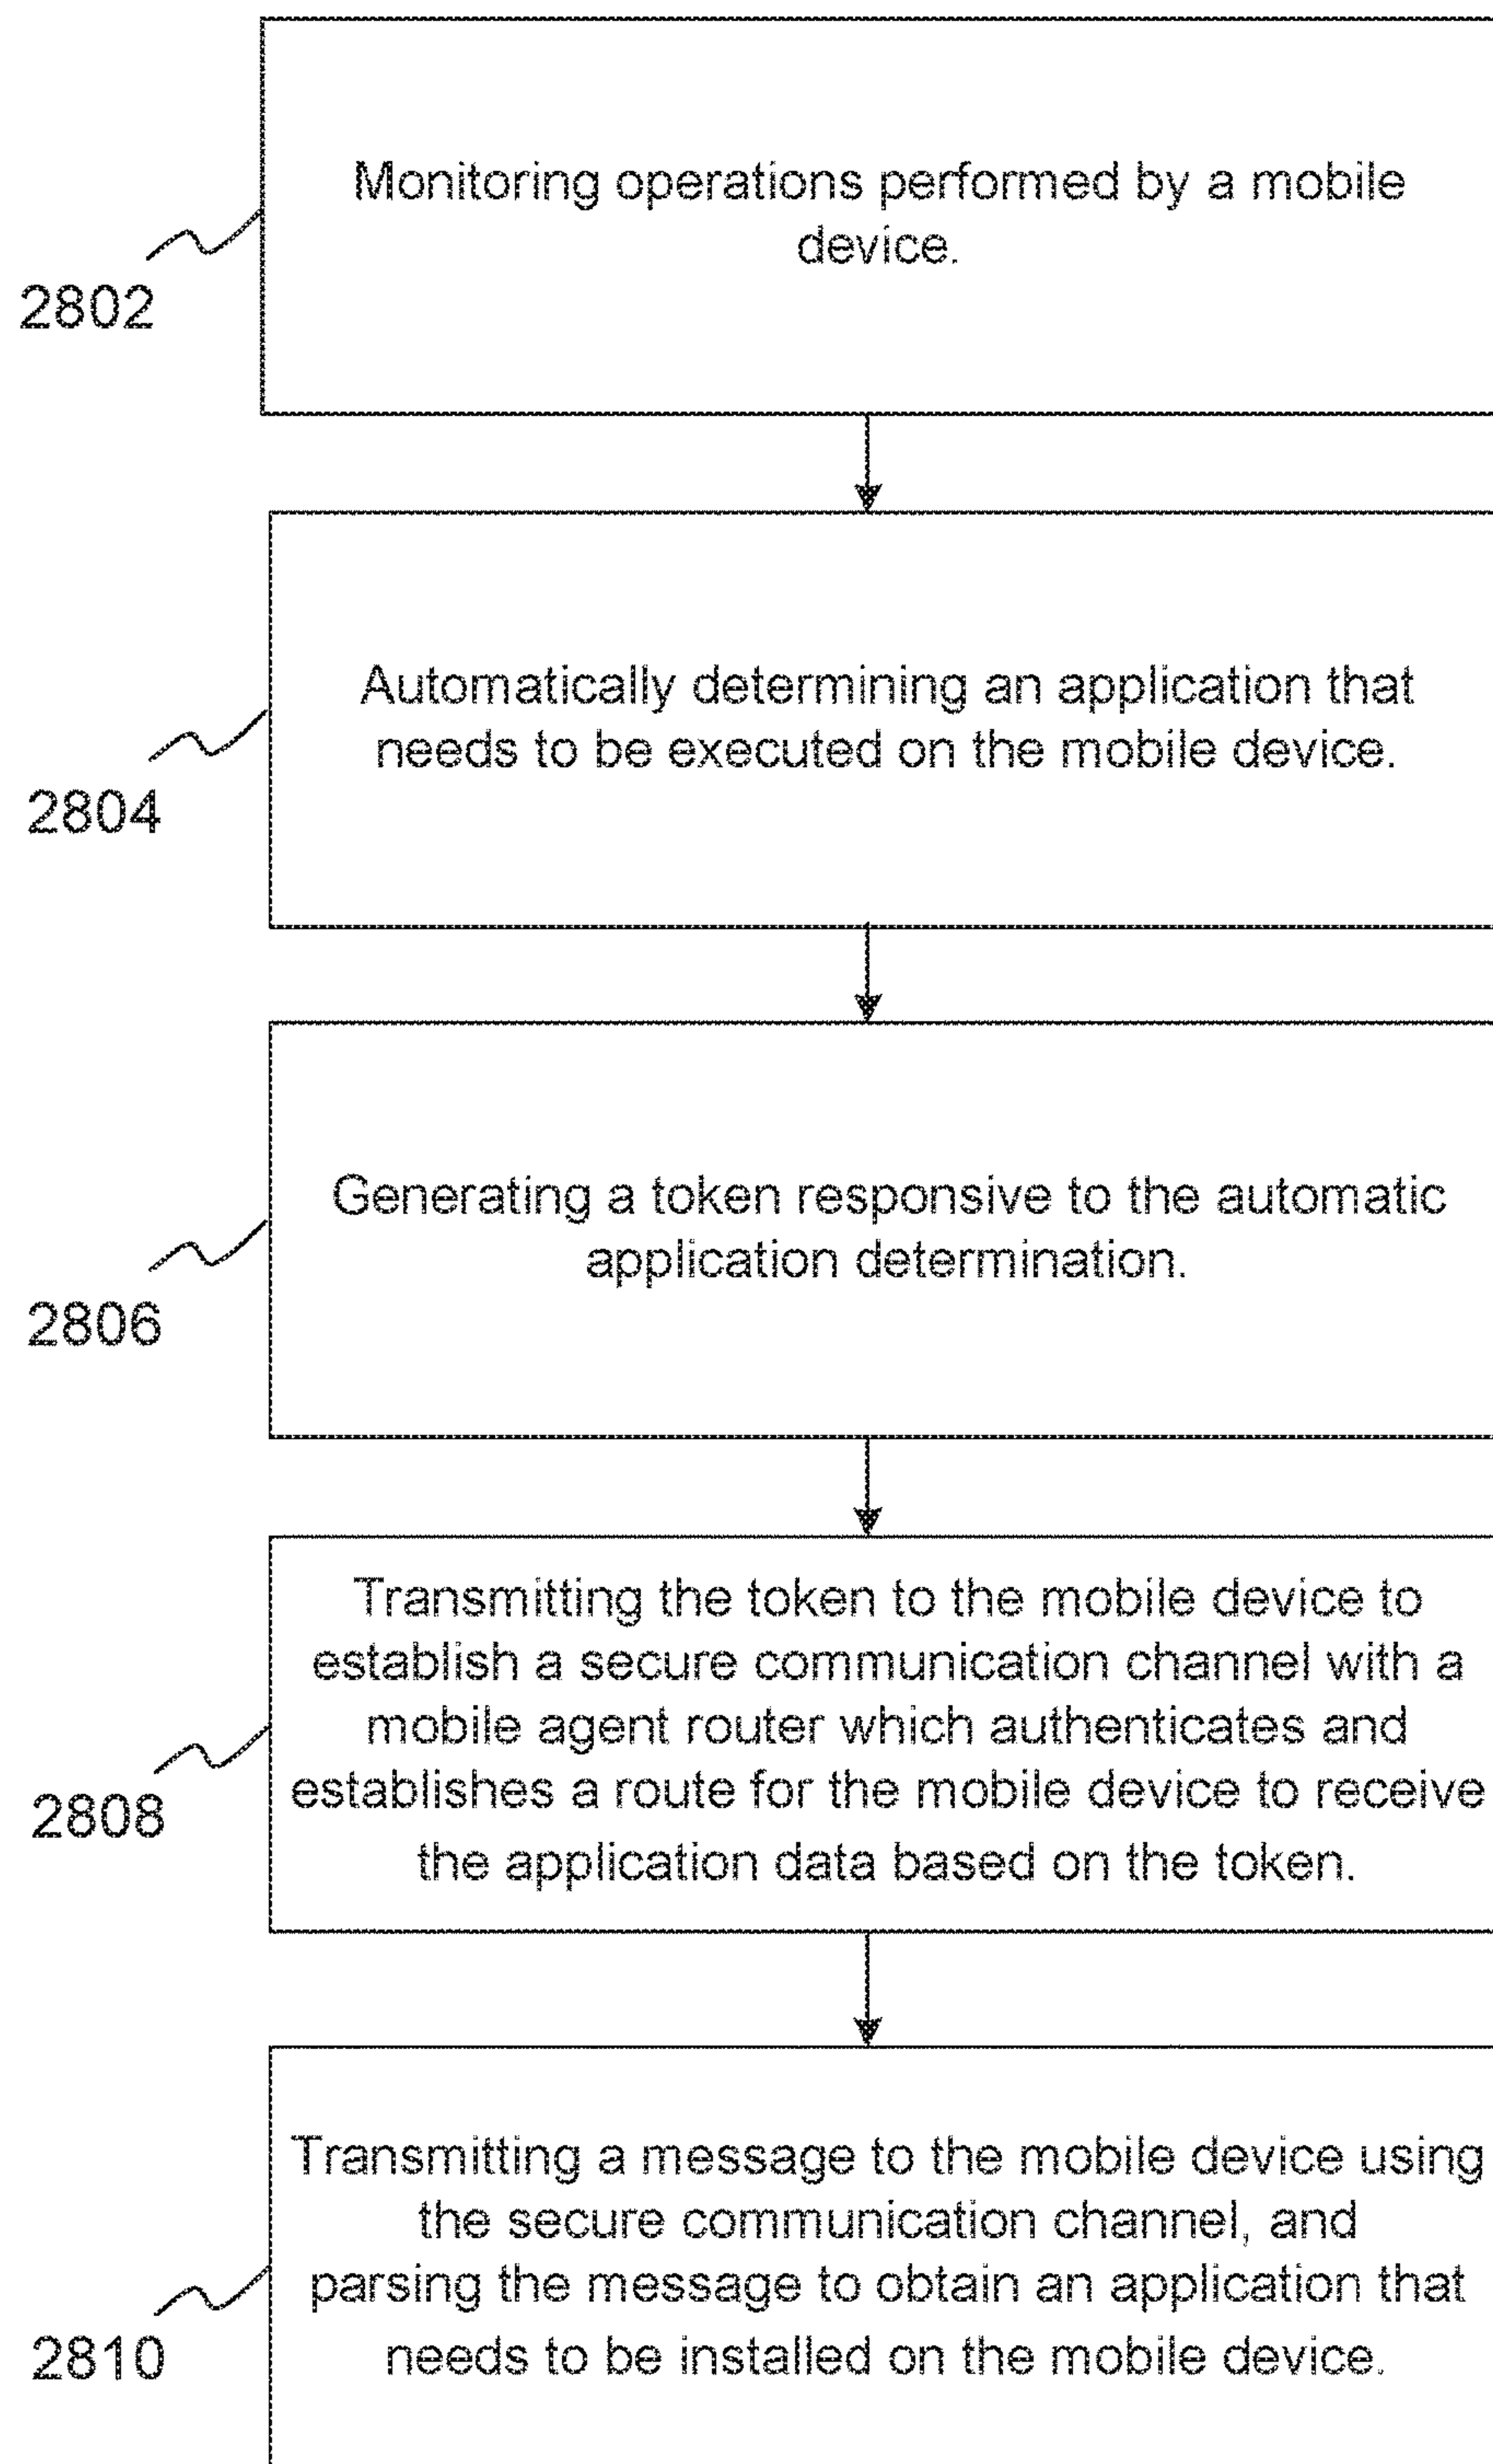 Monitoring operations performed by a mobile
device.
2802
Automatically determining an application that
needs to be executed on the mobile device.
2804
Generating a token responsive to the automatic
application determination.
2806
Transmitting the token to the mobile device to
establish a secure communication channel with a
mobile agent router which authenticates and
establishes a route for the mobile device to receive
the application data based on the token.
2808
Transmitting a message to the mobile device using
the secure communication channel, and
parsing the message to obtain an application that
needs to be installed on the mobile device.
2810